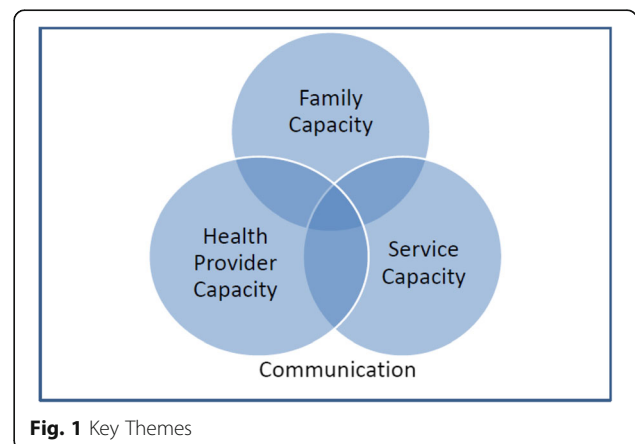 Family
Capacity
Health
Provider
Capacity
Service
Capacity
Communication
Fig. 1 Key Themes